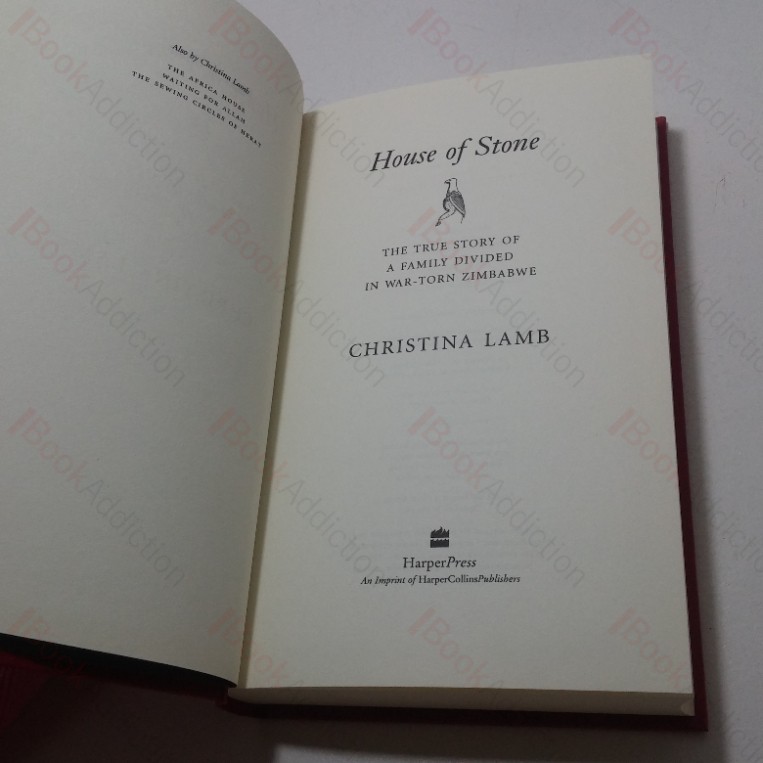 Also by Christina Lamb
THE AFRICA HOUSE
WAITING FOR ALLAH
THE SEWING CIRCLES OF HERAT
House of Stone
THE TRUE STORY OF
A FAMILY DIVIDED
IN WAR-TORN ZIMBABWE
CHRISTINA LAMB
HarperPress
An Imprint of HarperCollinsPublishers
BookAddiction